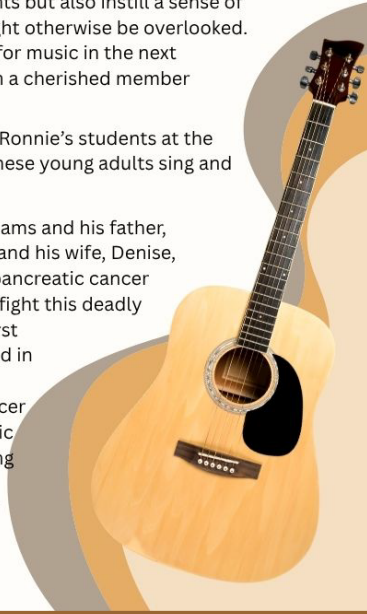 nts but also instill a sense of
ght otherwise be overlooked.
for music in the next
a cherished member
Ronnie's students at the
hese young adults sing and
ams and his father,
and his wife, Denise,
pancreatic cancer
fight this deadly
rst
d in
cer
ic
ng